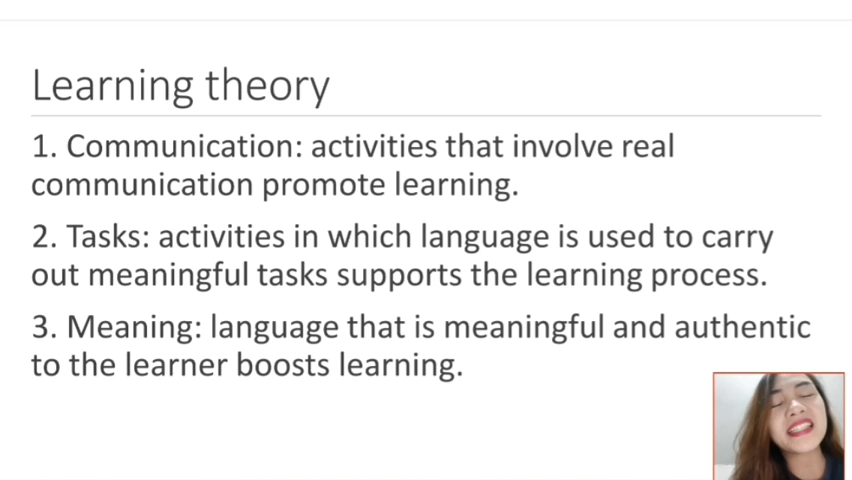 Learning theory
1. Communication: activities that involve real
communication promote learning.
2. Tasks: activities in which language is used to carry
out meaningful tasks supports the learning process.
3. Meaning: language that is meaningful and authentic
to the learner boosts learning.